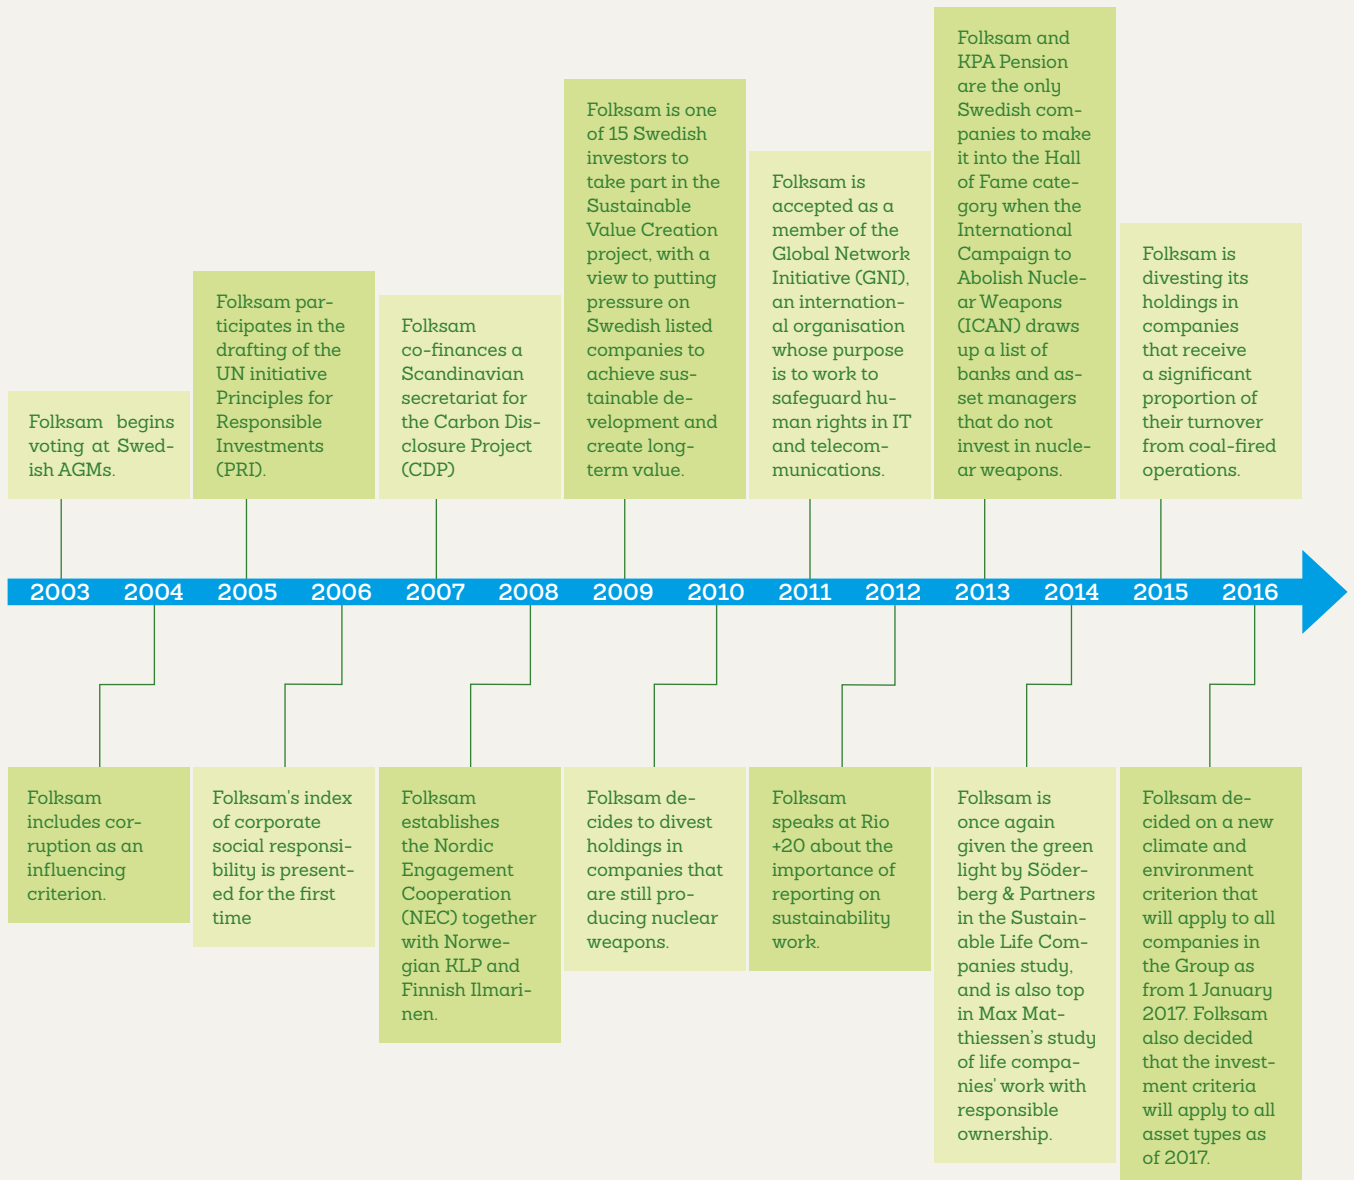 Folksam begins
voting at Swed-
ish AGMs.
Folksam par-
ticipates in the
drafting of the
UN initiative
Principles for
Responsible
Investments
(PRI).
Folksam
co-finances a
Scandinavian
secretariat for
the Carbon Dis-
closure Project
(CDP)
Folksam is one
of 15 Swedish
investors to
take part in the
Sustainable
Value Creation
project, with a
view to putting
pressure on
Swedish listed
companies to
achieve sus-
tainable de-
velopment and
create long-
term value.
Folksam is
accepted as a
member of the
Global Network
Initiative (GNI),
an internation-
al organisation
whose purpose
is to work to
safeguard hu-
man rights in IT
and telecom-
munications.
Folksam and
KPA Pension
are the only
Swedish com-
panies to make
it into the Hall
of Fame cate-
gory when the
International
Campaign to
Abolish Nucle-
ar Weapons
(ICAN) draws
up a list of
banks and as-
set managers
that do not
invest in nucle-
ar weapons.
Folksam is
divesting its
holdings in
companies
that receive
a significant
proportion of
their turnover
from coal-fired
operations.
2003 2004 2005 2006 2007 2008 2009 2010 2011 2012 2013 2014 2015 2016
Folksam
includes cor-
ruption as an
influencing
criterion.
Folksam's index
of corporate
social responsi-
bility is present-
ed for the first
time
Folksam
establishes
the Nordic
Engagement
Cooperation
(NEC) together
with Norwe-
gian KLP and
Finnish Ilmari-
nen.
Folksam de-
cides to divest
holdings in
companies that
are still pro-
ducing nuclear
weapons.
Folksam
speaks at Rio
+20 about the
importance of
reporting on
sustainability
work.
Folksam is
once again
given the green
light by Söder-
berg & Partners
in the Sustain-
able Life Com-
panies study,
and is also top
in Max Mat-
thiessen's study
of life compa-
nies' work with
responsible
ownership.
Folksam de-
cided on a new
climate and
environment
criterion that
will apply to all
companies in
the Group as
from 1 January
2017. Folksam
also decided
that the invest-
ment criteria
will apply to all
asset types as
of 2017.